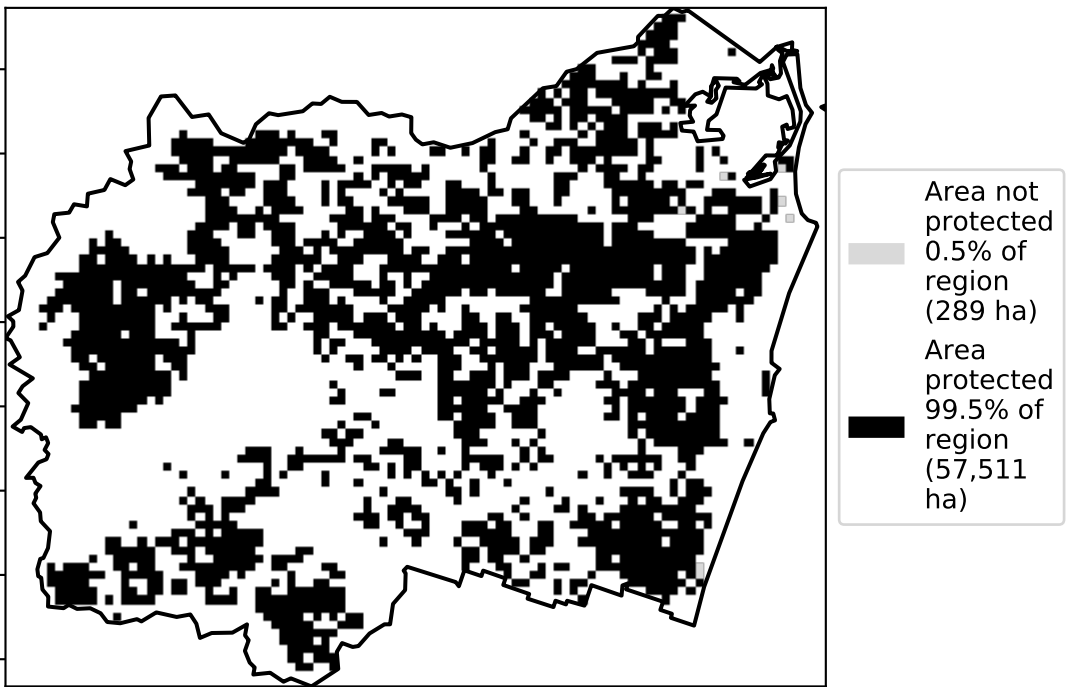 Area not
protected
0.5% of
region
(289 ha)
Area
protected
99.5% of
region
(57,511
ha)